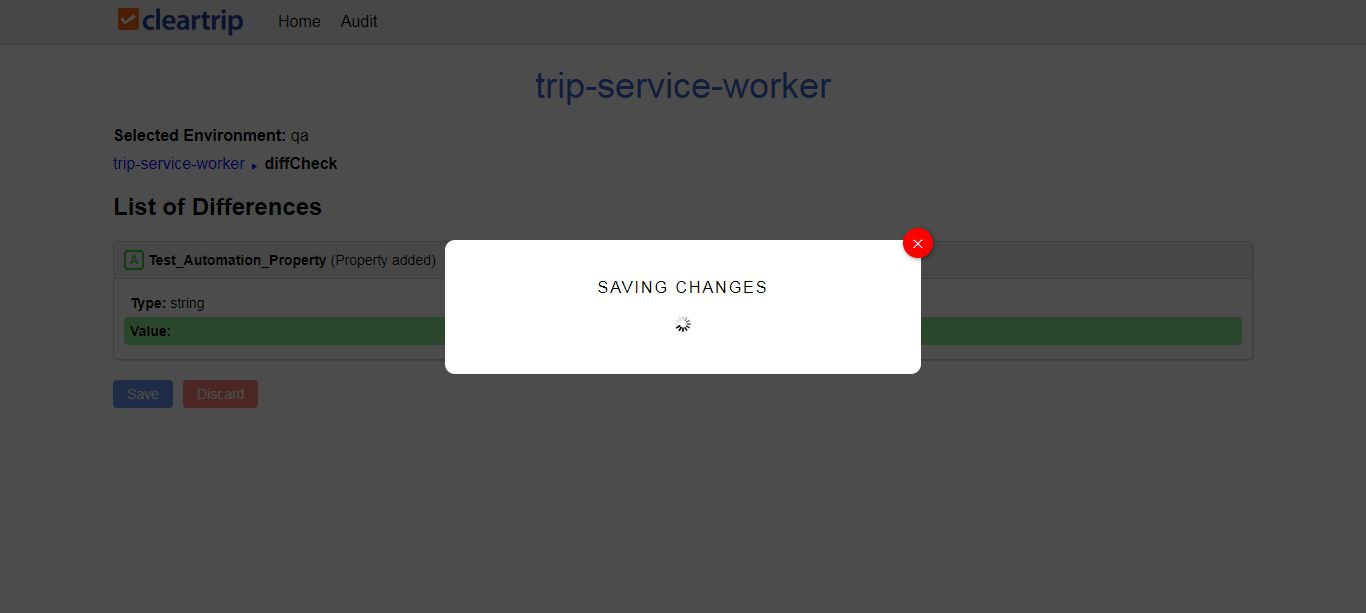 cleartrip Home Audit
trip-service-worker
Selected Environment: qa
trip-service-worker ▸ diffCheck
List of Differences
A Test_Automation_Property (Property added)
×
SAVING CHANGES
Type: string
Value:
Save Discard